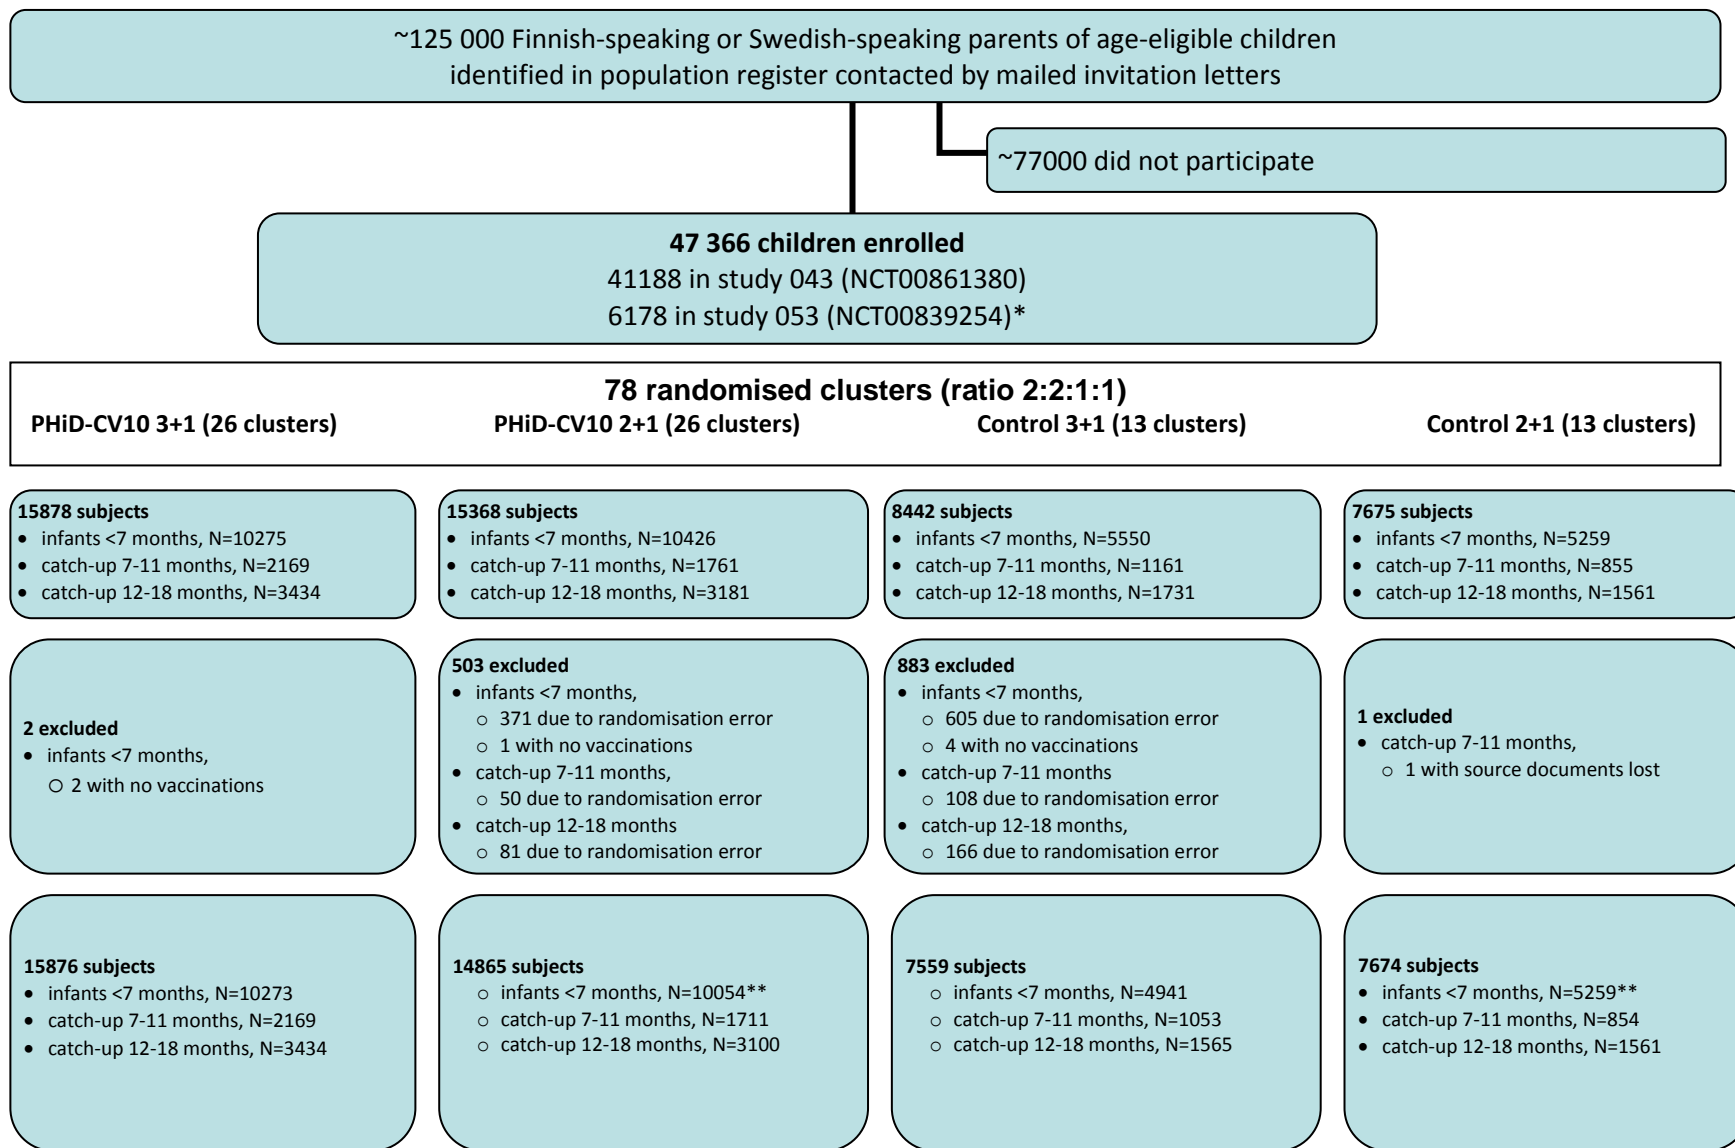 ~125 000 Finnish-speaking or Swedish-speaking parents of age-eligible children
identified in population register contacted by mailed invitation letters
~77000 did not participate
47 366 children enrolled
41188 in study 043 (NCT00861380)
6178 in study 053 (NCT00839254)*
78 randomised clusters (ratio 2:2:1:1)
PHiD-CV10 3+1 (26 clusters)
PHiD-CV10 2+1 (26 clusters)
Control 3+1 (13 clusters)
Control 2+1 (13 clusters)
15878 subjects
• infants <7 months, N=10275
• catch-up 7-11 months, N=2169
• catch-up 12-18 months, N=3434
15368 subjects
• infants <7 months, N=10426
• catch-up 7-11 months, N=1761
• catch-up 12-18 months, N=3181
8442 subjects
• infants <7 months, N=5550
• catch-up 7-11 months, N=1161
• catch-up 12-18 months, N=1731
7675 subjects
• infants <7 months, N=5259
• catch-up 7-11 months, N=855
• catch-up 12-18 months, N=1561
2 excluded
• infants <7 months,
o 2 with no vaccinations
503 excluded
• infants <7 months,
o 371 due to randomisation error
o 1 with no vaccinations
• catch-up 7-11 months,
o 50 due to randomisation error
• catch-up 12-18 months
o 81 due to randomisation error
883 excluded
• infants <7 months,
o 605 due to randomisation error
o 4 with no vaccinations
• catch-up 7-11 months
o 108 due to randomisation error
• catch-up 12-18 months,
o 166 due to randomisation error
1 excluded
• catch-up 7-11 months,
o 1 with source documents lost
15876 subjects
• infants <7 months, N=10273
• catch-up 7-11 months, N=2169
• catch-up 12-18 months, N=3434
14865 subjects
o infants <7 months, N=10054**
o catch-up 7-11 months, N=1711
o catch-up 12-18 months, N=3100
7559 subjects
o infants <7 months, N=4941
o catch-up 7-11 months, N=1053
o catch-up 12-18 months, N=1565
7674 subjects
• infants <7 months, N=5259**
• catch-up 7-11 months, N=854
• catch-up 12-18 months, N=1561